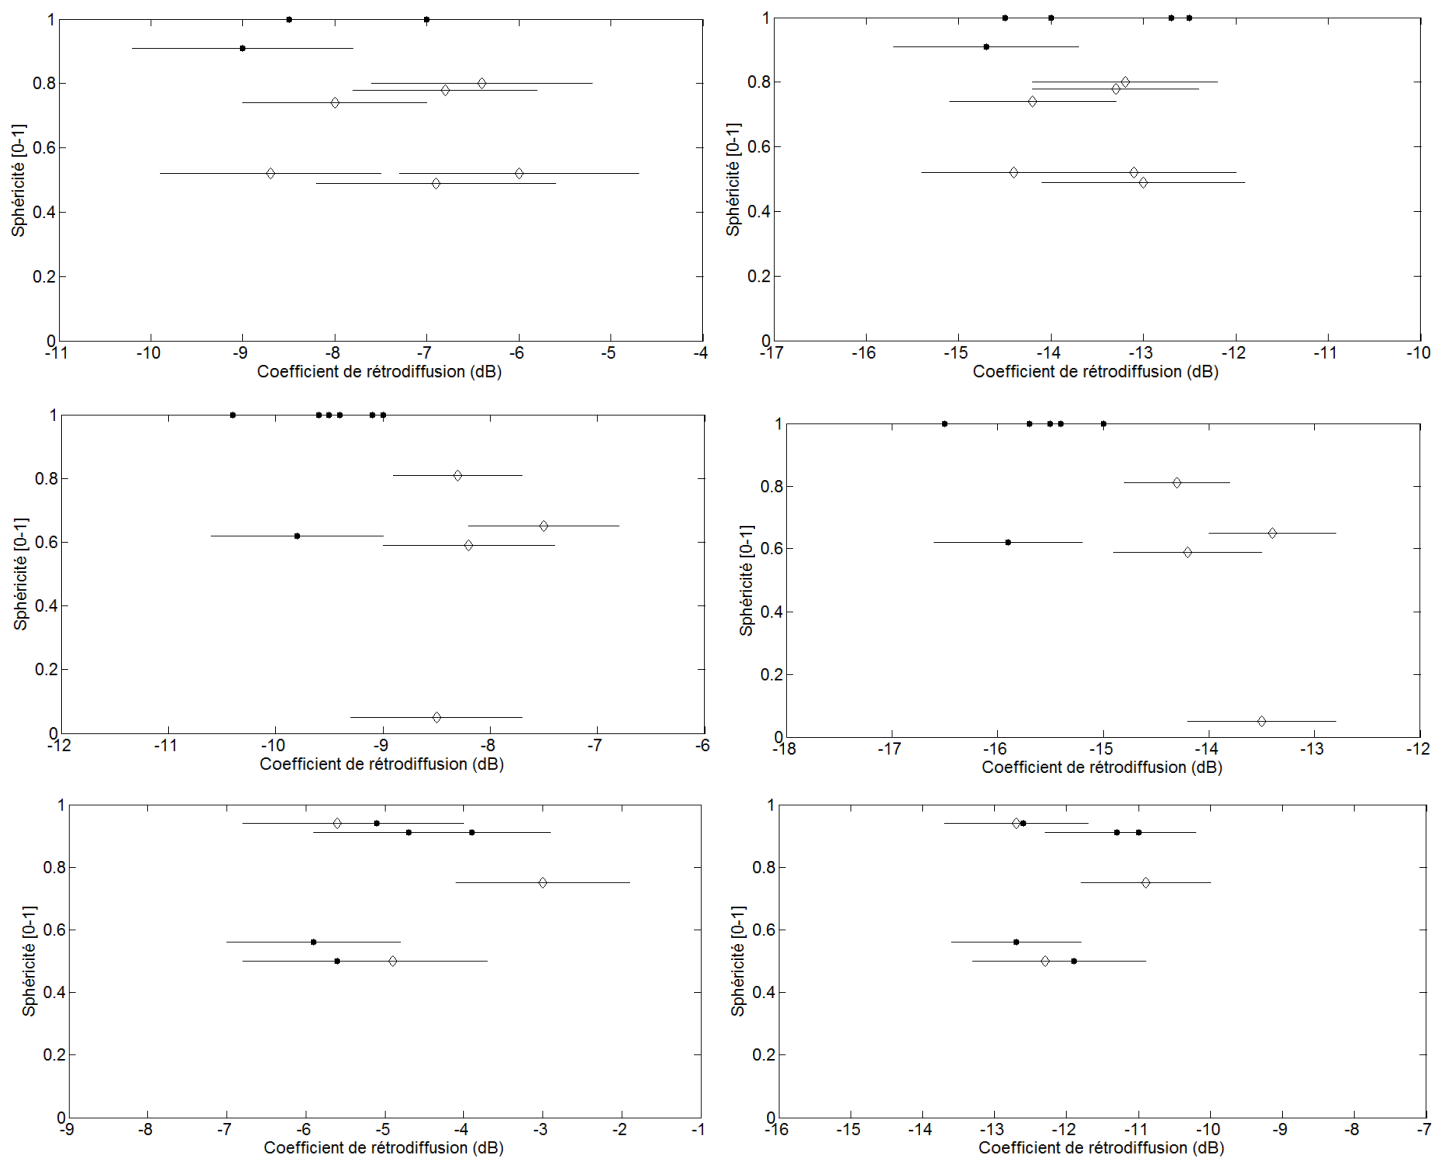 1
0.8
0.6
0.4
0.2
0
Sphéricité [0-1]
-11 -10 -9 -8 -7 -6 -5 -4
Coefficient de rétrodiffusion (dB)
1
0.8
0.6
0.4
0.2
0
Sphéricité [0-1]
-17 -16 -15 -14 -13 -12 -11 -10
Coefficient de rétrodiffusion (dB)
1
0.8
0.6
0.4
0.2
0
Sphéricité [0-1]
-12 -11 -10 -9 -8 -7 -6
Coefficient de rétrodiffusion (dB)
1
0.8
0.6
0.4
0.2
0
Sphéricité [0-1]
-18 -17 -16 -15 -14 -13 -12
Coefficient de rétrodiffusion (dB)
1
0.8
0.6
0.4
0.2
0
Sphéricité [0-1]
-9 -8 -7 -6 -5 -4 -3 -2 -1
Coefficient de rétrodiffusion (dB)
1
0.8
0.6
0.4
0.2
0
Sphéricité [0-1]
-16 -15 -14 -13 -12 -11 -10 -9 -8 -7
Coefficient de rétrodiffusion (dB)